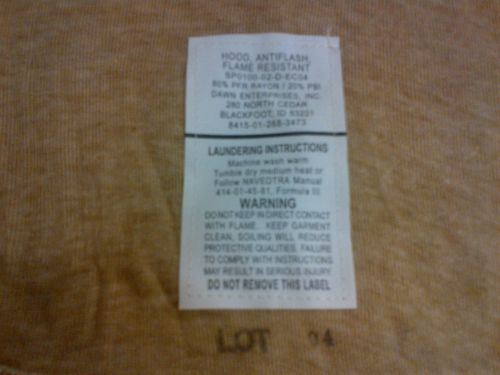 HOOD, ANTIFLASH
FLAME RESISTANT
SP0100-02-D-EC04
80% PER RAYON / 20% PBI
DAWN ENTERPRISES, INC.
280 NORTH CEDAR
BLACKFOOT, ID 83221
8415-01-268-3473
LAUNDERING INSTRUCTIONS
Machine wash warm
Tumble dry medium heat or
Follow NAVEDTRA Manual
414-01-45-81, Formula III
WARNING
DO NOT KEEP IN DIRECT CONTACT
WITH FLAME. KEEP GARMENT
CLEAN, SOILING WILL REDUCE
PROTECTIVE QUALITIES. FAILURE
TO COMPLY WITH INSTRUCTIONS
MAY RESULT IN SERIOUS INJURY.
DO NOT REMOVE THIS LABEL
LOT 04